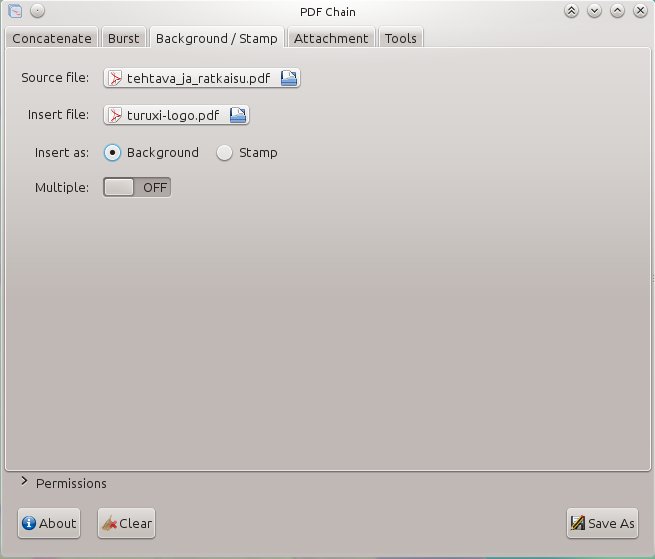 PDF Chain
Concatenate Burst Background / Stamp Attachment Tools
Source file: tehtava_ja_ratkaisu.pdf
Insert file: turuxi-logo.pdf
Insert as: Background Stamp
Multiple: OFF
Permissions
About Clear Save As